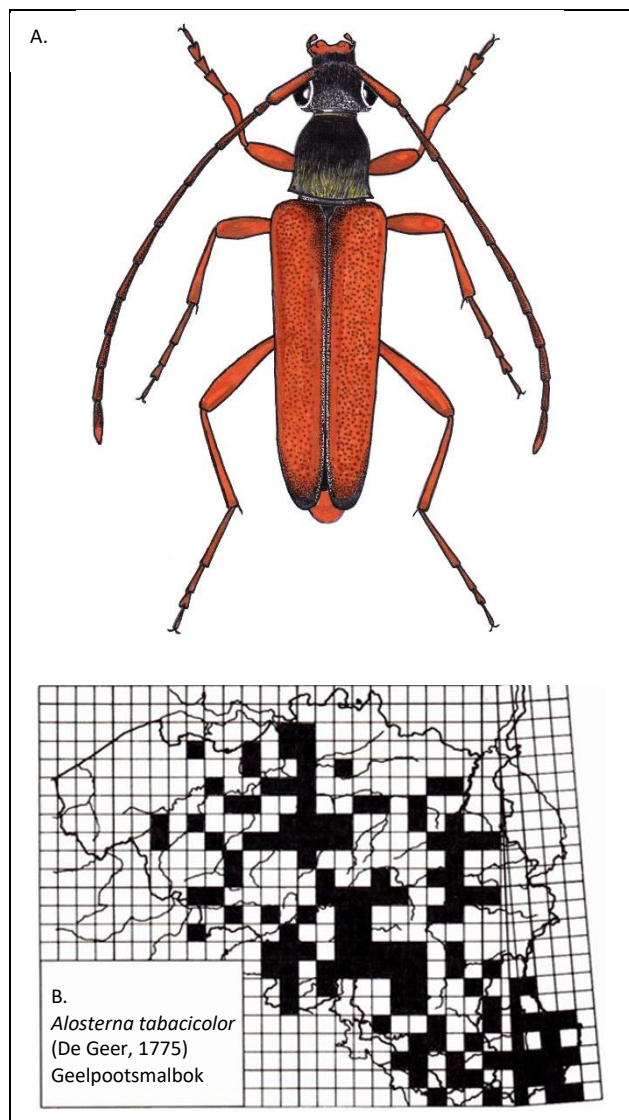 A.
B.
Alosterna tabacicolor
(De Geer, 1775)
Geelpootsmalbok